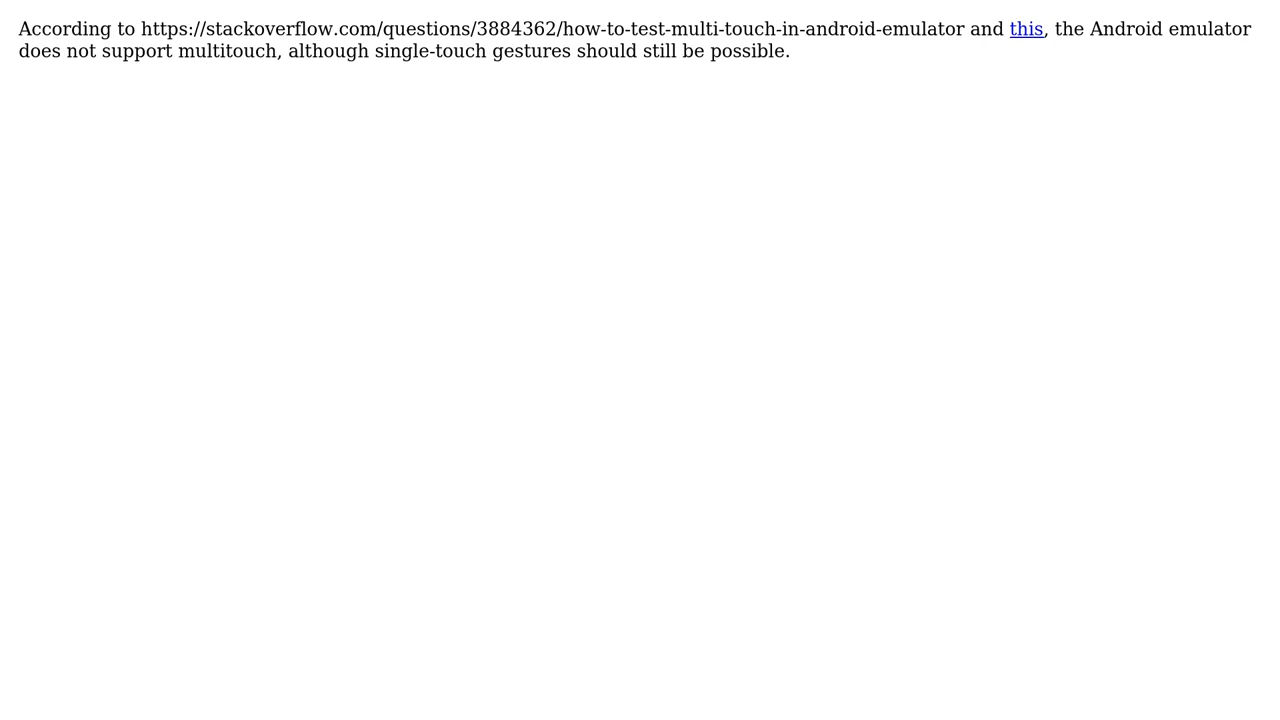 According to https://stackoverflow.com/questions/3884362/how-to-test-multi-touch-in-android-emulator and this, the Android emulator
does not support multitouch, although single-touch gestures should still be possible.